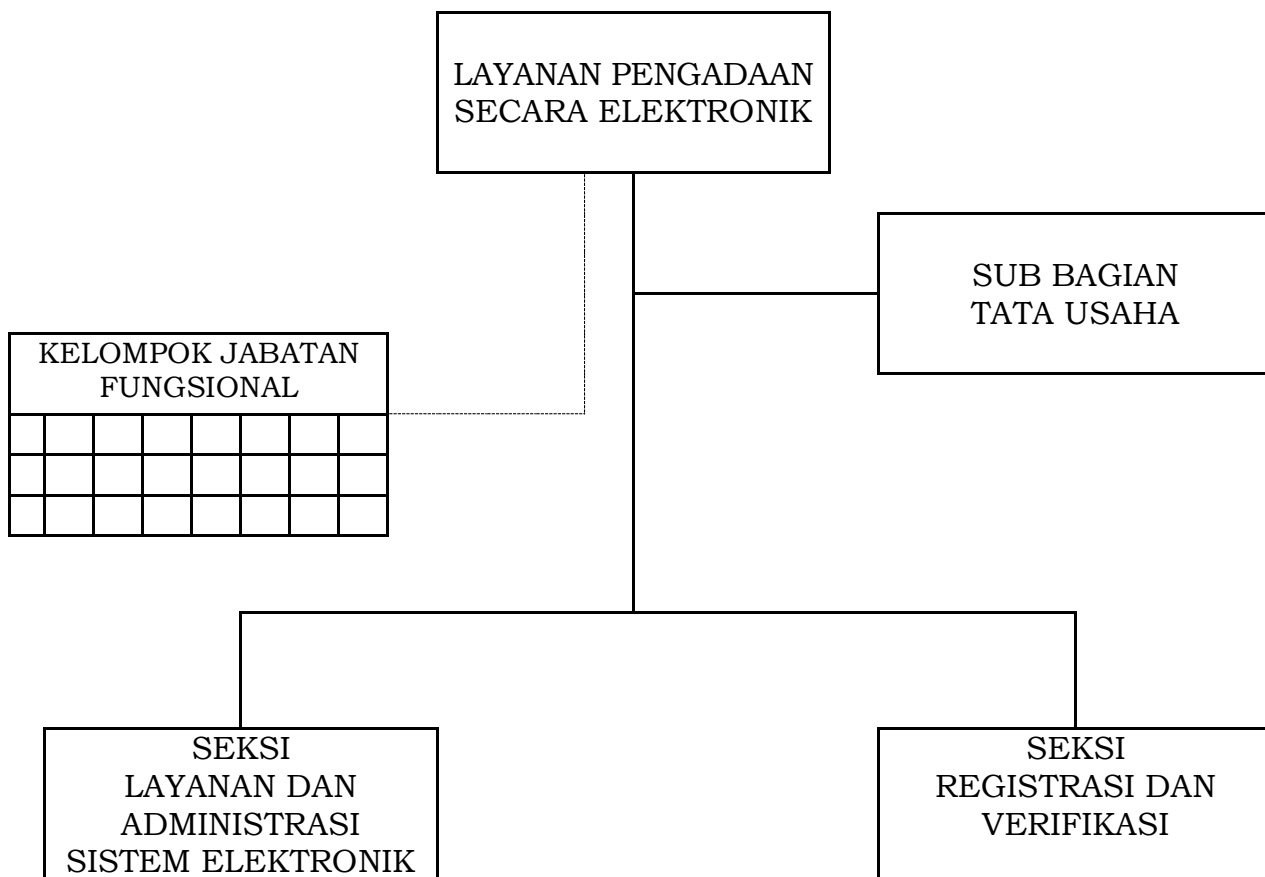 LAYANAN PENGADAAN
SECARA ELEKTRONIK
SUB BAGIAN
TATA USAHA
KELOMPOK JABATAN
FUNGSIONAL
SEKSI
LAYANAN DAN
ADMINISTRASI
SISTEM ELEKTRONIK
SEKSI
REGISTRASI DAN
VERIFIKASI